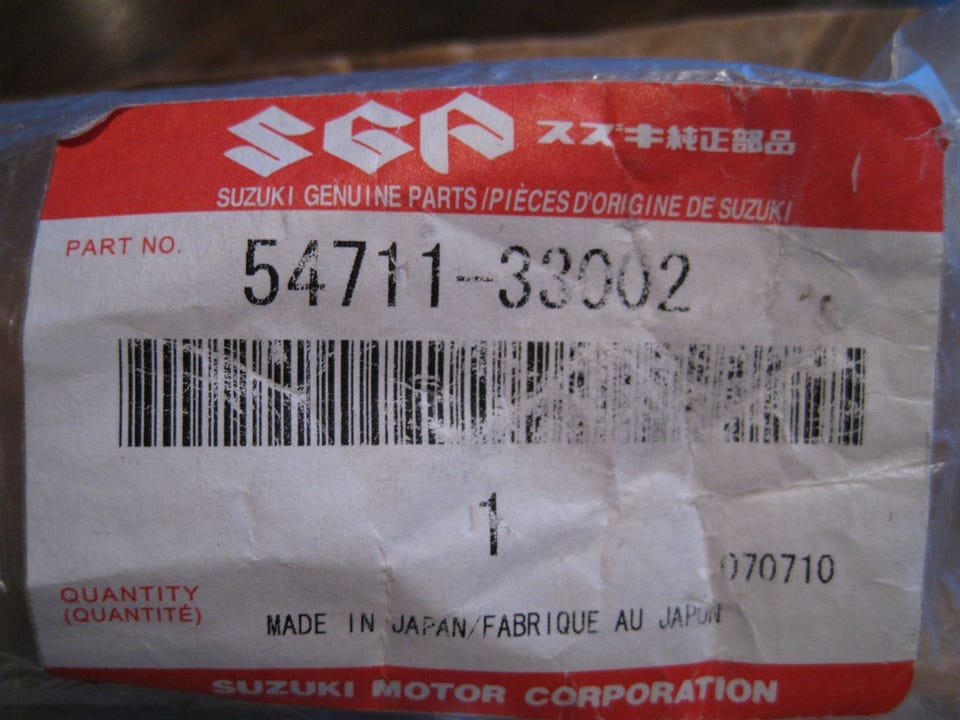 SGP スズキ純正部品
SUZUKI GENUINE PARTS/PIÈCES D'ORIGINE DE SUZUKI
PART NO. 54711-33002
1
070710
QUANTITY
(QUANTITÉ)
MADE IN JAPAN/FABRIQUE AU JAPON
SUZUKI MOTOR CORPORATION